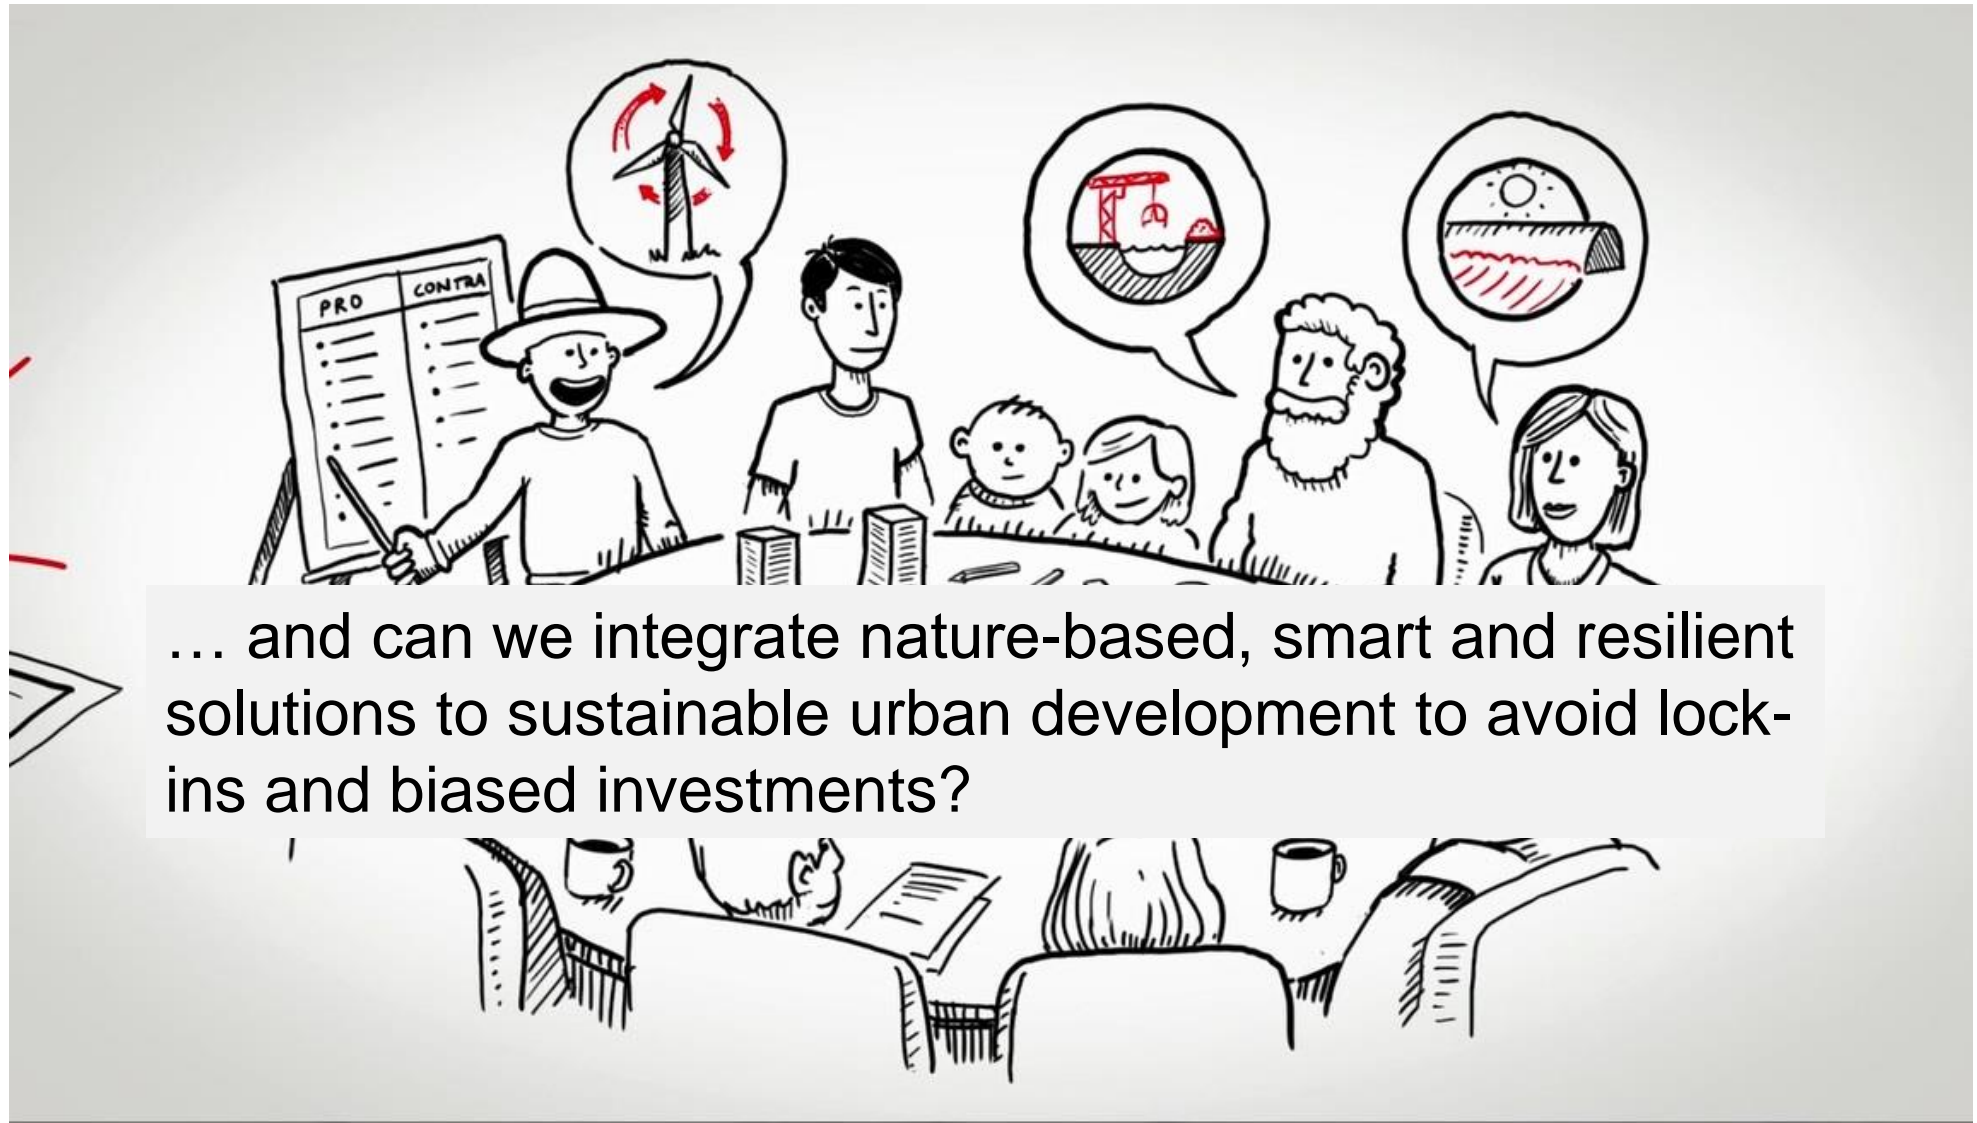 PRO CONTRA
… and can we integrate nature-based, smart and resilient
solutions to sustainable urban development to avoid lock-
ins and biased investments?